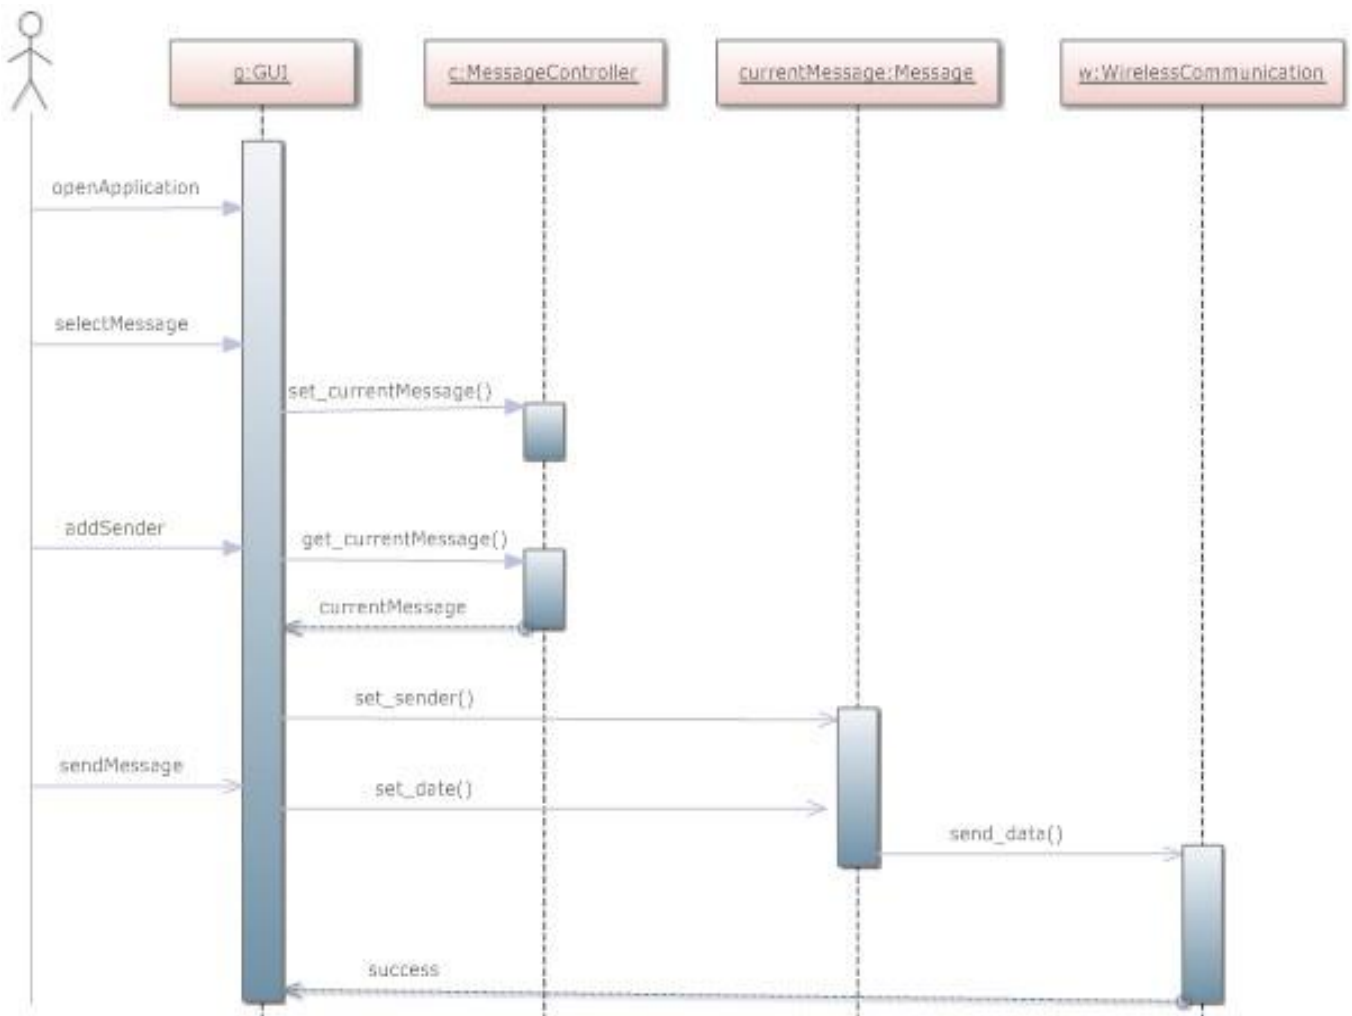 g:GUI
c:MessageController
currentMessage:Message
w:WirelessCommunication
openApplication
selectMessage
set_currentMessage()
addSender
get_currentMessage()
currentMessage
set_sender()
sendMessage
set_date()
send_data()
success